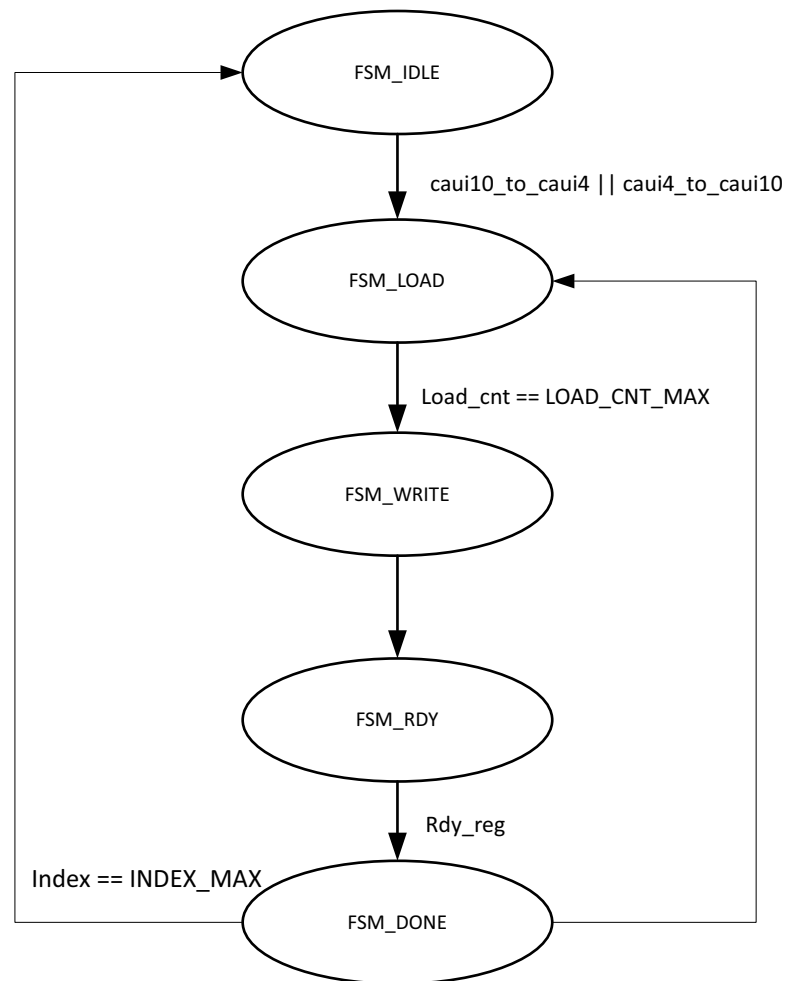 FSM_IDLE
caui10_to_caui4 || caui4_to_caui10
FSM_LOAD
Load_cnt == LOAD_CNT_MAX
FSM_WRITE
FSM_RDY
Rdy_reg
Index == INDEX_MAX
FSM_DONE